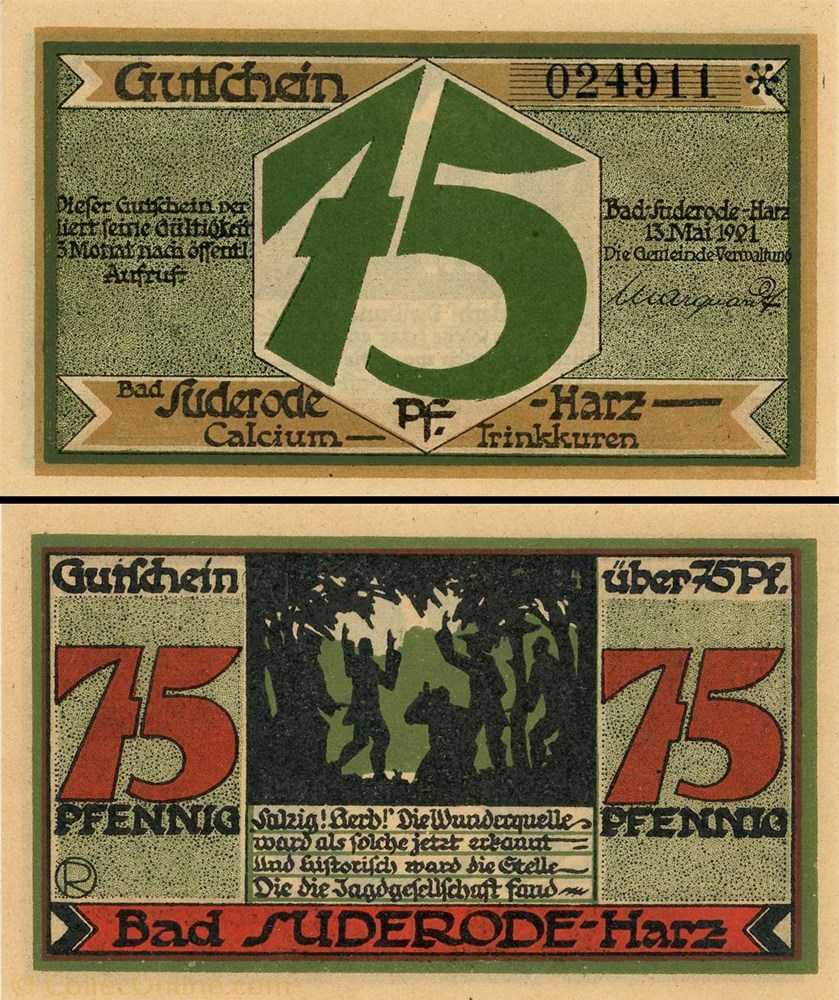 Gutschein
024911
75
Dieser Gutschein ver
liert seine Gültigkeit
3 Monat nach öffentl.
Aufruf.
Bad-Suderode-Harz
13 Mai 1921
Die Gemeinde Verwaltung
Bad Suderode
-Harz
Pf.
Calcium- Trinkkuren
Gutschein
über 75 Pf.
75
PFENNIG
75
PFENNIG
Salzig! Herb! Die Wunderquelle
ward als solche jetzt erkannt
Und historisch ward die Stelle
Die die Jagdgesellschaft fand
R
Bad SUDERODE-Harz
© CollecOnline.com